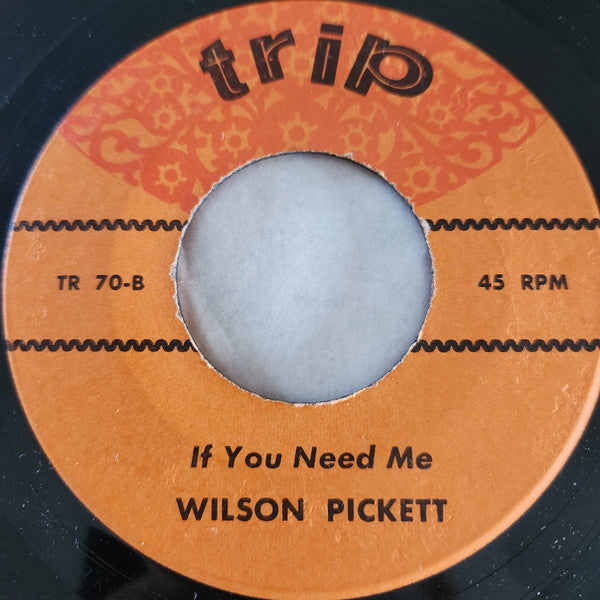 trip
TR 70-B
45 RPM
If You Need Me
WILSON PICKETT